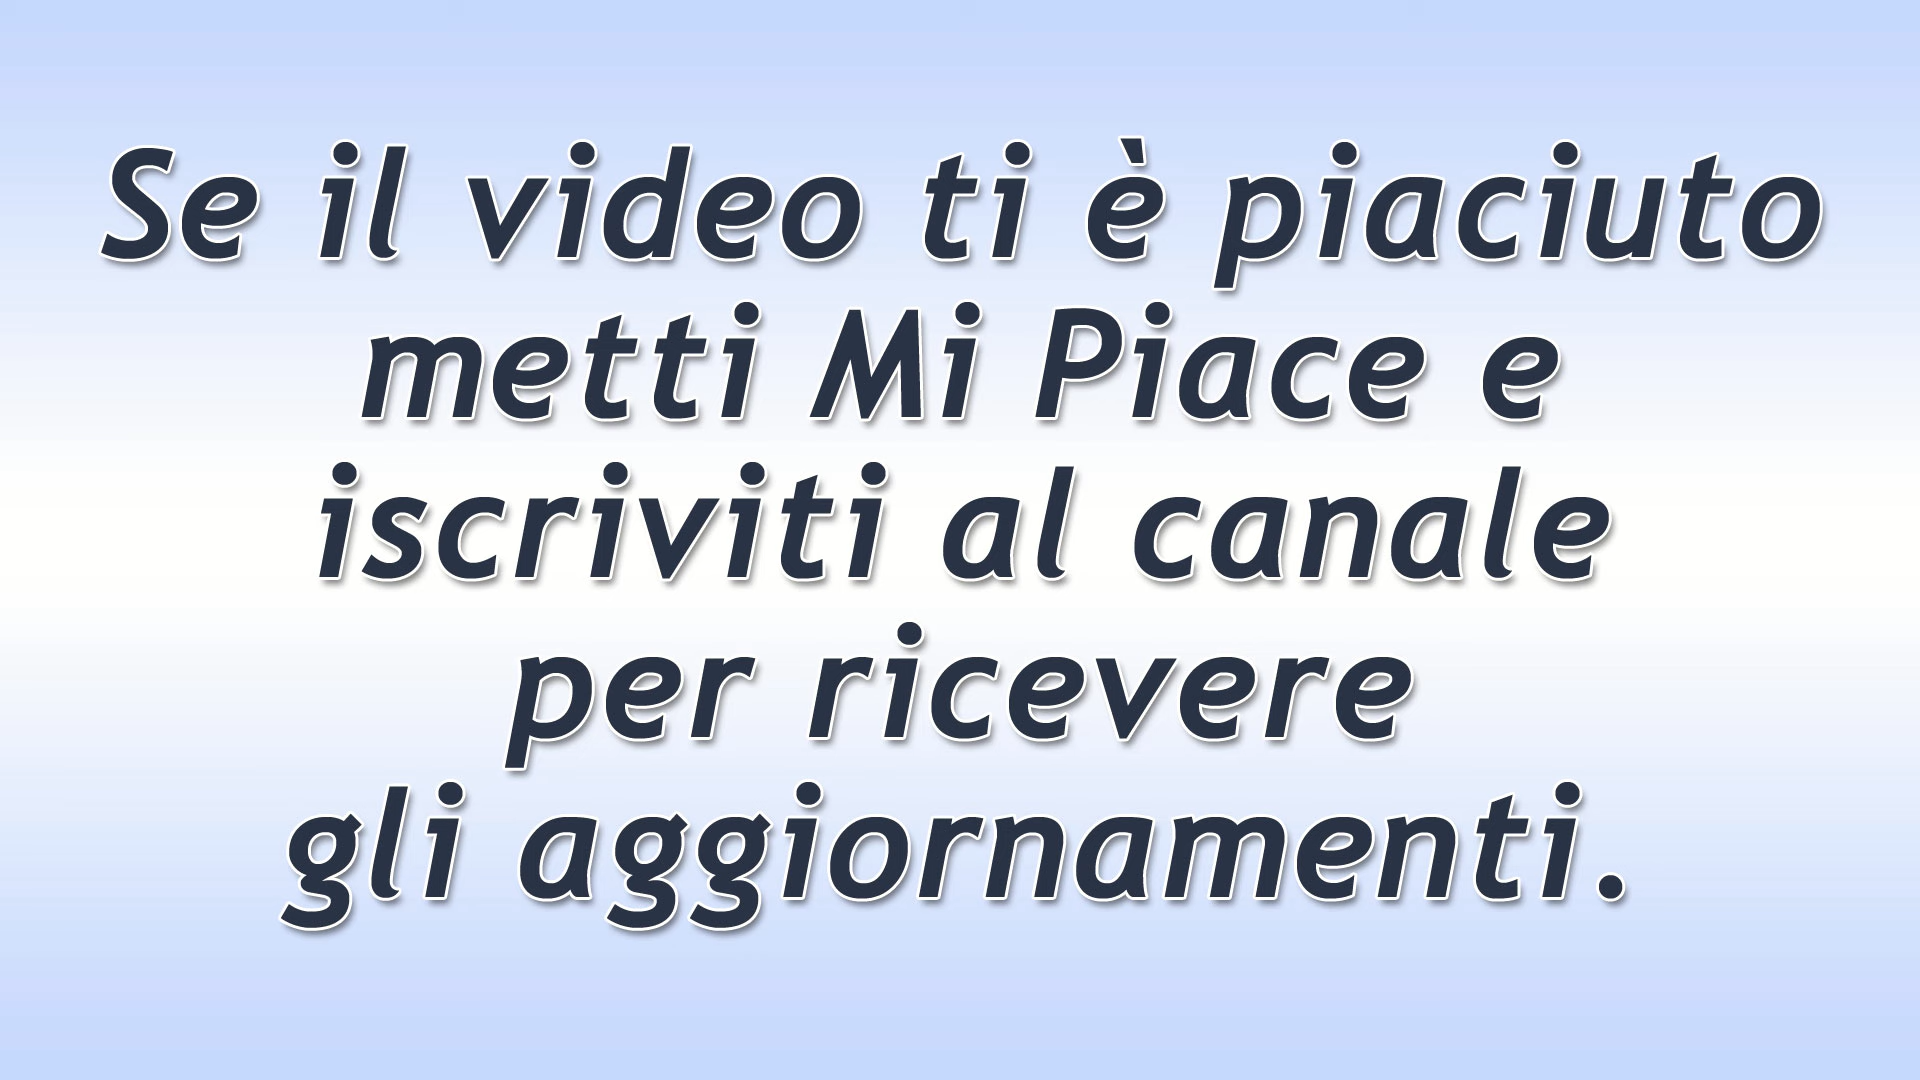 Se il video ti è piaciuto
metti Mi Piace e
iscriviti al canale
per ricevere
gli aggiornamenti.